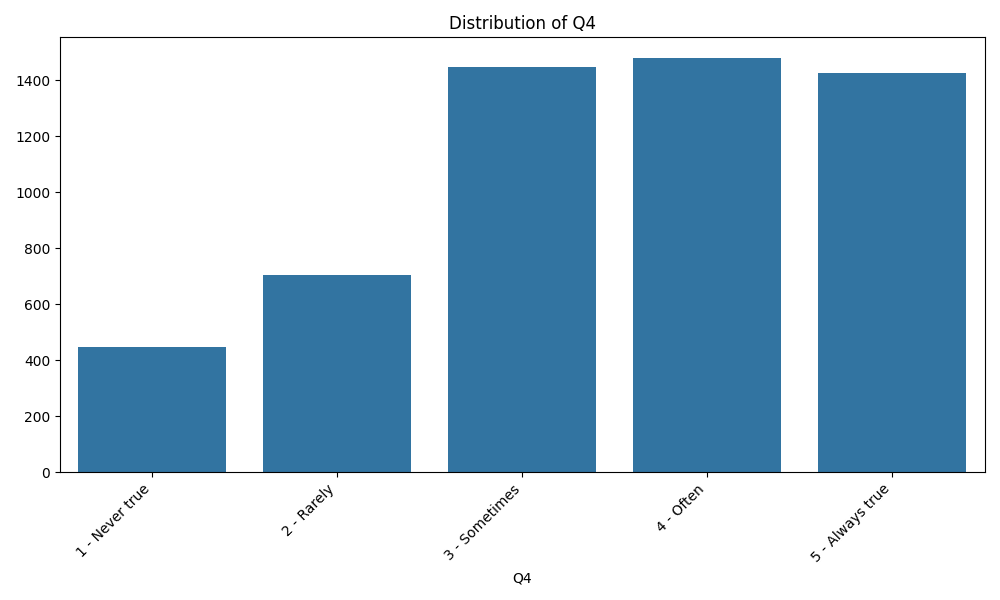 Distribution of Q4
1400
1200
1000
800
600
400
200
0
1 - Never true
2 - Rarely
3 - Sometimes
4 - Often
5 - Always true
Q4